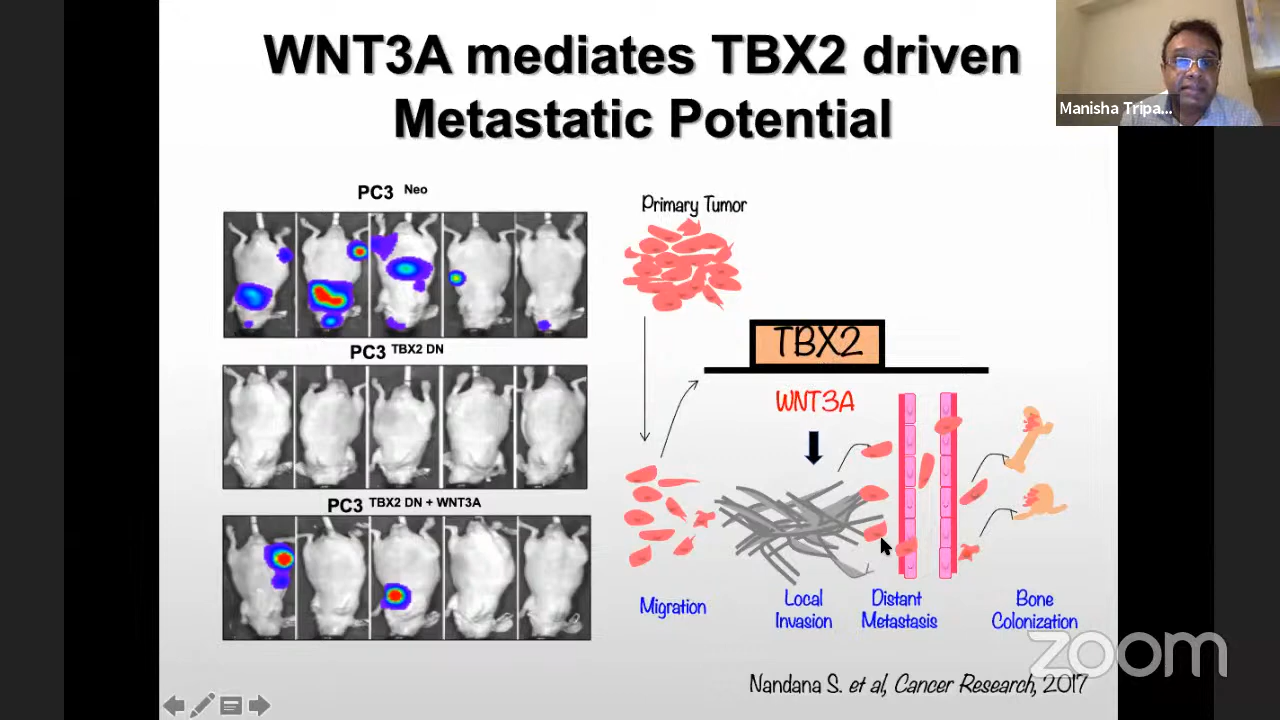 WNT3A mediates TBX2 driven
Metastatic Potential
Manisha Tripa...
PC3 Neo
PC3 TBX2 DN
PC3 TBX2 DN + WNT3A
Primary Tumor
TBX2
WNT3A
Migration
Local
Invasion
Distant
Metastasis
Bone
Colonization
Nandana S. et al, Cancer Research, 2017
zoom